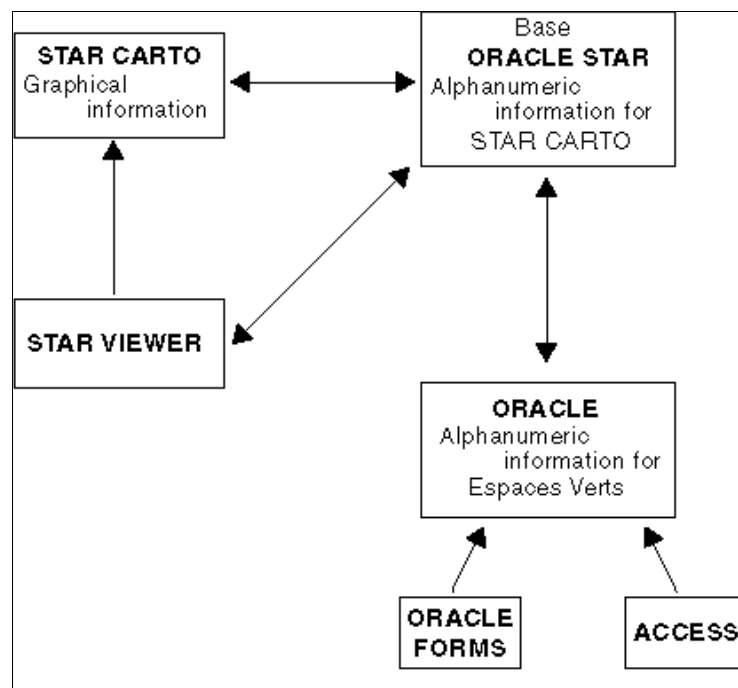 STAR CARTO
Graphical
information
Base
ORACLE STAR
Alphanumeric
information for
STAR CARTO
STAR VIEWER
ORACLE
Alphanumeric
information for
Espaces Verts
ORACLE
FORMS
ACCESS